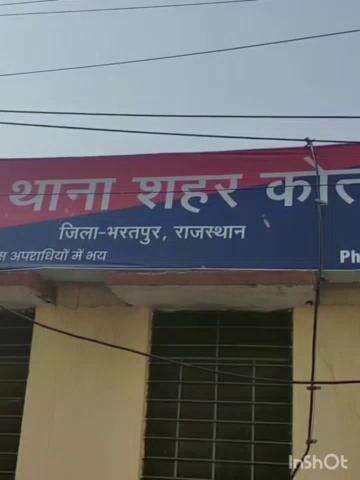 थाना शहर को
जिला-भरतपुर, राजस्थान
अपराधियों में भय
Ph
InShOt